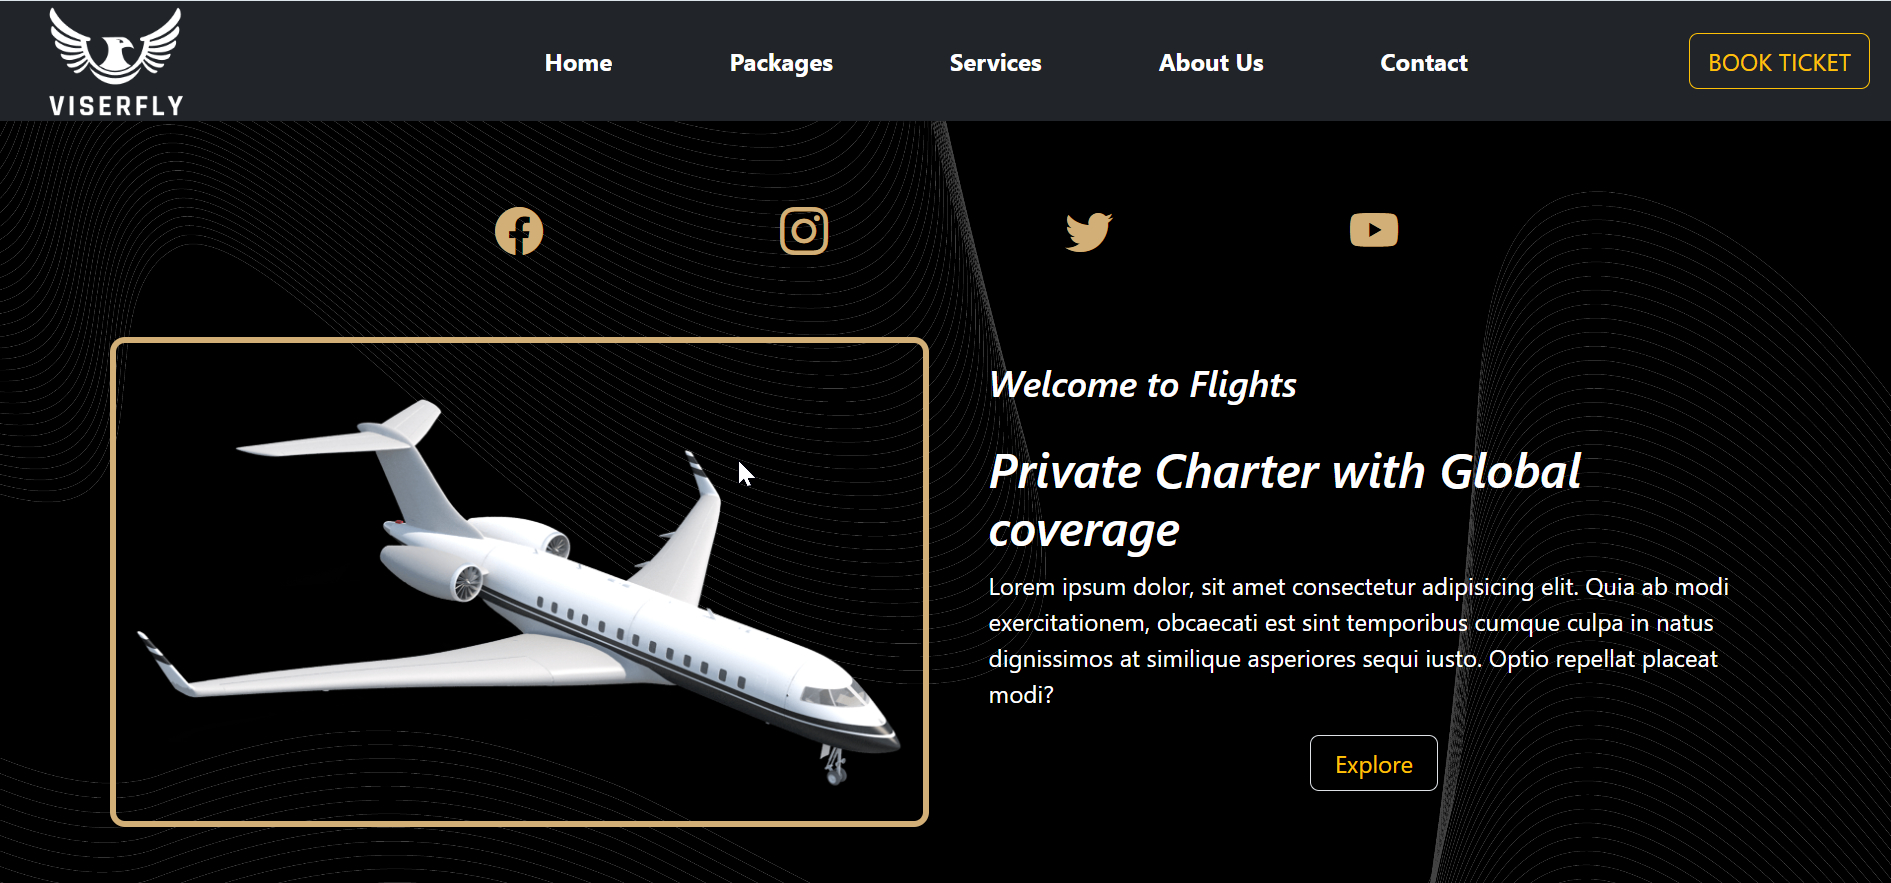 VISERFLY
Home
Packages
Services
About Us
Contact
BOOK TICKET
Welcome to Flights
Private Charter with Global
coverage
Lorem ipsum dolor, sit amet consectetur adipisicing elit. Quia ab modi
exercitationem, obcaecati est sint temporibus cumque culpa in natus
dignissimos at similique asperiores sequi iusto. Optio repellat placeat
modi?
Explore